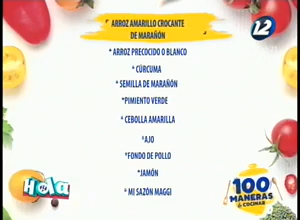 ARROZ AMARILLO CROCANTE
DE MARAÑÓN
12
* ARROZ PRECOCIDO O BLANCO
* CÚRCUMA
* SEMILLA DE MARAÑÓN
*PIMIENTO VERDE
* CEBOLLA AMARILLA
*AJO
*FONDO DE POLLO
*JAMÓN
* MI SAZÓN MAGGI
Hola
100
MANERAS
DE COCINAR